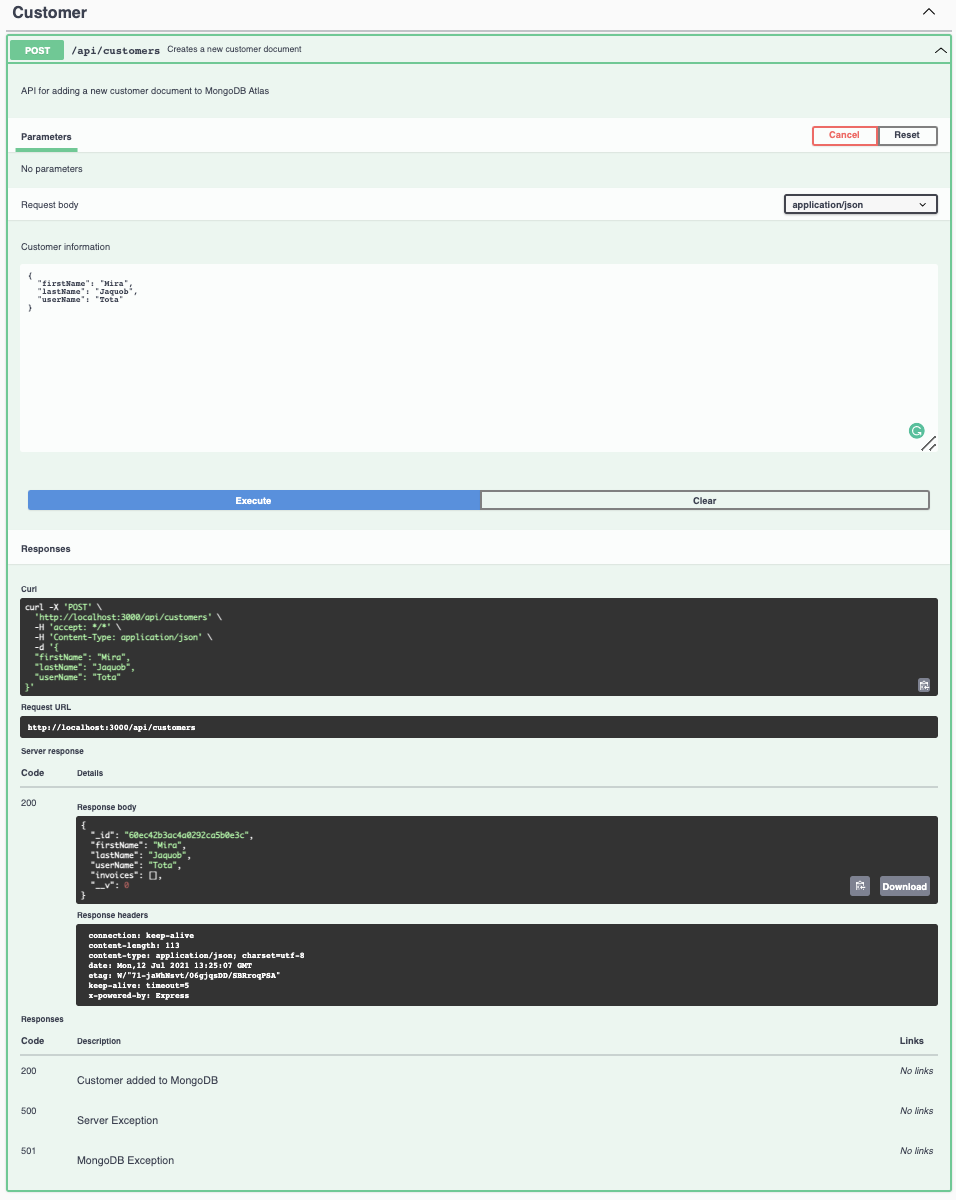 Customer
POST /api/customers Creates a new customer document
API for adding a new customer document to MongoDB Atlas
Parameters Cancel Reset
No parameters
Request body application/json
Customer information
{
"firstName": "Mira",
"lastName": "Jaquob",
"userName": "Tota"
}
Execute Clear
Responses
Curl
curl -X 'POST' \
'http://localhost:3000/api/customers' \
-H 'accept: */*' \
-H 'Content-Type: application/json' \
-d '{
"firstName": "Mira",
"lastName": "Jaquob",
"userName": "Tota"
}'
Request URL
http://localhost:3000/api/customers
Server response
Code Details
200
Response body
{
"_id": "60ec42b3ac4a0292ca5b0e3c",
"firstName": "Mira",
"lastName": "Jaquob",
"userName": "Tota",
"invoices": [],
"__v": 0
}
Download
Response headers
connection: keep-alive
content-length: 113
content-type: application/json; charset=utf-8
date: Mon,12 Jul 2021 13:25:07 GMT
etag: W/"71-jaWhNsvt/06gjqsDD/SBRroqPSA"
keep-alive: timeout=5
x-powered-by: Express
Responses
Code Description Links
200 Customer added to MongoDB No links
500 Server Exception No links
501 MongoDB Exception No links